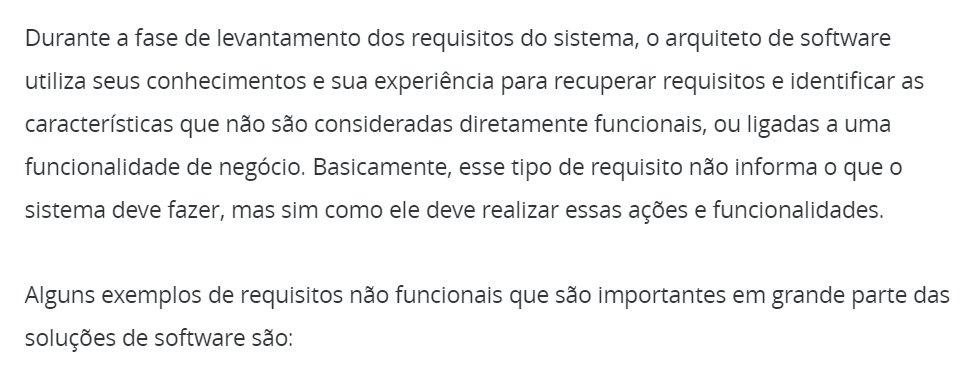 Durante a fase de levantamento dos requisitos do sistema, o arquiteto de software
utiliza seus conhecimentos e sua experiência para recuperar requisitos e identificar as
características que não são consideradas diretamente funcionais, ou ligadas a uma
funcionalidade de negócio. Basicamente, esse tipo de requisito não informa o que o
sistema deve fazer, mas sim como ele deve realizar essas ações e funcionalidades.
Alguns exemplos de requisitos não funcionais que são importantes em grande parte das
soluções de software são: